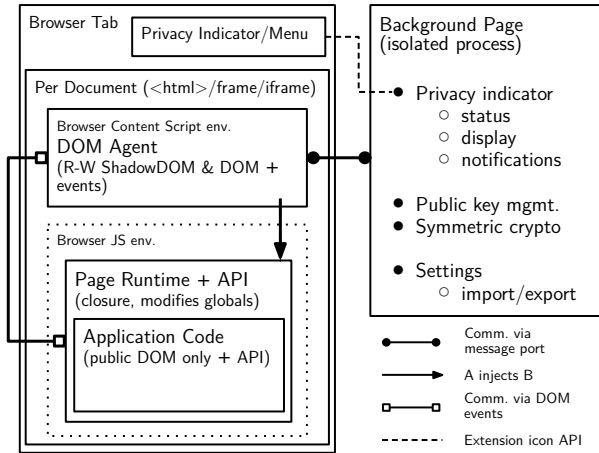 Browser Tab
Privacy Indicator/Menu
Per Document (<html>/frame/iframe)
Browser Content Script env.
DOM Agent
(R-W ShadowDOM & DOM +
events)
Browser JS env.
Page Runtime + API
(closure, modifies globals)
Application Code
(public DOM only + API)
Background Page
(isolated process)
● Privacy indicator
○ status
○ display
○ notifications
● Public key mgmt.
● Symmetric crypto
● Settings
○ import/export
Comm. via
message port
A injects B
Comm. via DOM
events
Extension icon API